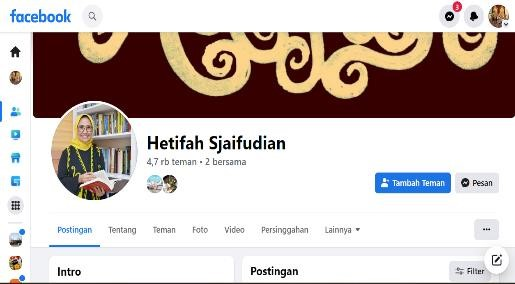 facebook
3
Hetifah Sjaifudian
4,7 rb teman • 2 bersama
Tambah Teman
Pesan
Postingan Tentang Teman Foto Video Persinggahan Lainnya
Intro
Postingan
Filter